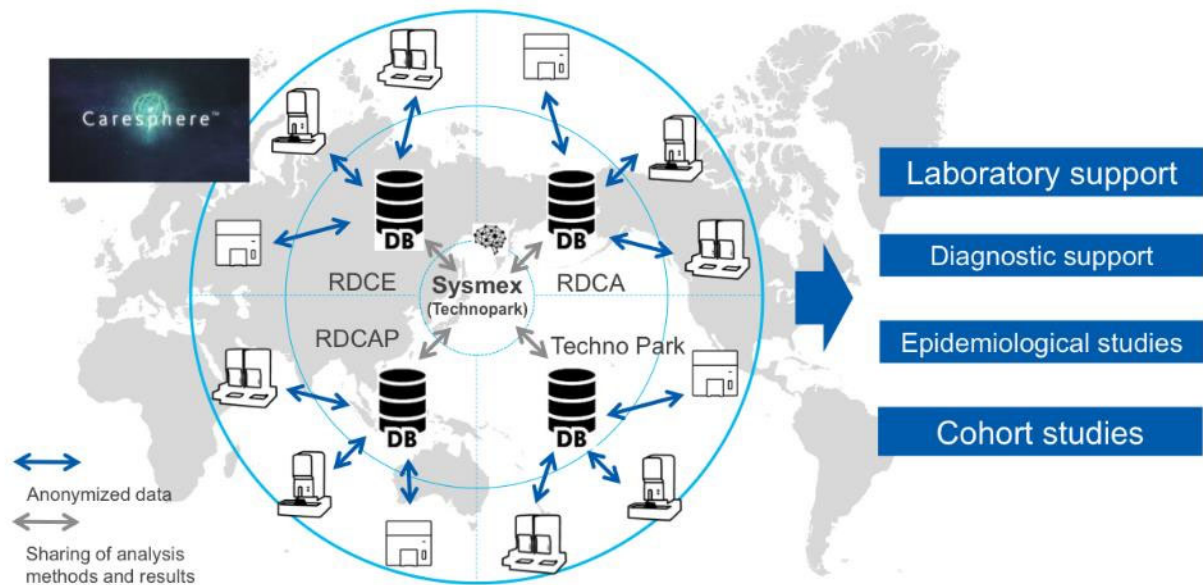 Caresphere™
DB
DB
RDCE
Sysmex
(Technopark)
RDCA
RDCAP
Techno Park
DB
DB
Anonymized data
Sharing of analysis
methods and results
Laboratory support
Diagnostic support
Epidemiological studies
Cohort studies